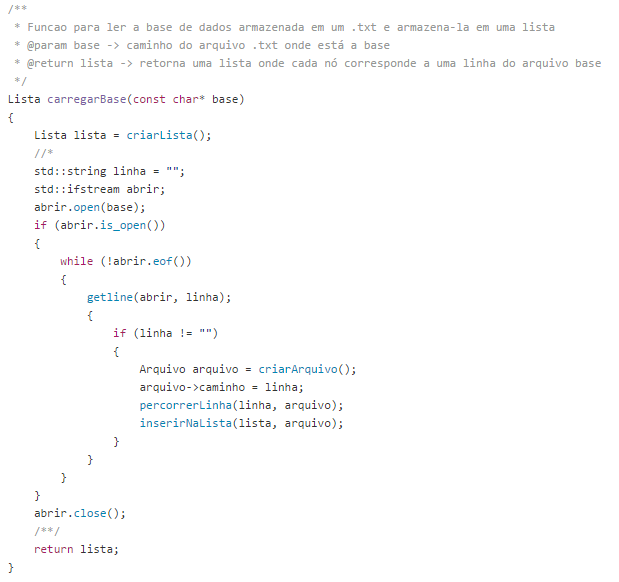 /**
 * Funcao para ler a base de dados armazenada em um .txt e armazena-la em uma lista
 * @param base -> caminho do arquivo .txt onde está a base
 * @return lista -> retorna uma lista onde cada nó corresponde a uma linha do arquivo base
 */
Lista carregarBase(const char* base)
{
    Lista lista = criarLista();
    //*
    std::string linha = "";
    std::ifstream abrir;
    abrir.open(base);
    if (abrir.is_open())
    {
        while (!abrir.eof())
        {
            getline(abrir, linha);
            {
                if (linha != "")
                {
                    Arquivo arquivo = criarArquivo();
                    arquivo->caminho = linha;
                    percorrerLinha(linha, arquivo);
                    inserirNaLista(lista, arquivo);
                }
            }
        }
    }
    abrir.close();
    /**/
    return lista;
}